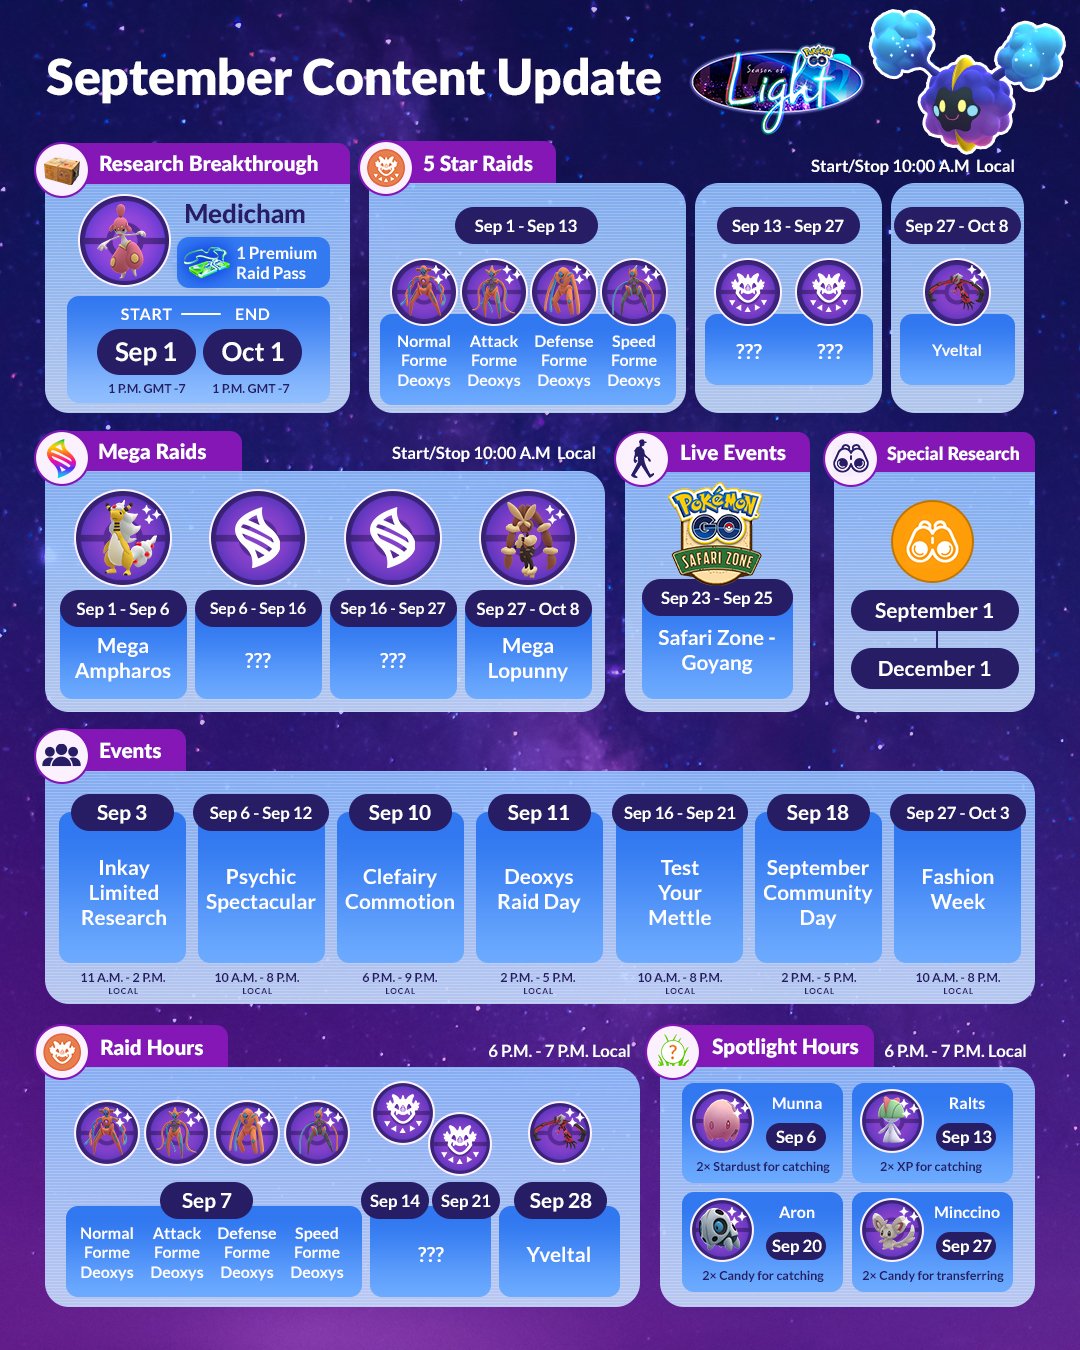 September Content Update
Season of
Light
POKÉMON GO
Research Breakthrough
Medicham
1 Premium
Raid Pass
START
END
Sep 1
Oct 1
1 P.M. GMT -7
1 P.M. GMT -7
5 Star Raids
Start/Stop 10:00 A.M Local
Sep 1 - Sep 13
Normal
Forme
Deoxys
Attack
Forme
Deoxys
Defense
Forme
Deoxys
Speed
Forme
Deoxys
Sep 13 - Sep 27
???
???
Sep 27 - Oct 8
Yveltal
Mega Raids
Start/Stop 10:00 A.M Local
Sep 1 - Sep 6
Mega
Ampharos
Sep 6 - Sep 16
???
Sep 16 - Sep 27
???
Sep 27 - Oct 8
Mega
Lopunny
Live Events
POKÉMON
GO
SAFARI ZONE
Sep 23 - Sep 25
Safari Zone -
Goyang
Special Research
September 1
December 1
Events
Sep 3
Inkay
Limited
Research
11 A.M. - 2 P.M.
LOCAL
Sep 6 - Sep 12
Psychic
Spectacular
10 A.M. - 8 P.M.
LOCAL
Sep 10
Clefairy
Commotion
6 P.M. - 9 P.M.
LOCAL
Sep 11
Deoxys
Raid Day
2 P.M. - 5 P.M.
LOCAL
Sep 16 - Sep 21
Test
Your
Mettle
10 A.M. - 8 P.M.
LOCAL
Sep 18
September
Community
Day
2 P.M. - 5 P.M.
LOCAL
Sep 27 - Oct 3
Fashion
Week
10 A.M. - 8 P.M.
LOCAL
Raid Hours
6 P.M. - 7 P.M. Local
Sep 7
Normal
Forme
Deoxys
Attack
Forme
Deoxys
Defense
Forme
Deoxys
Speed
Forme
Deoxys
Sep 14
Sep 21
???
Sep 28
Yveltal
?
Spotlight Hours
6 P.M. - 7 P.M. Local
Munna
Sep 6
2× Stardust for catching
Ralts
Sep 13
2× XP for catching
Aron
Sep 20
2× Candy for catching
Minccino
Sep 27
2× Candy for transferring